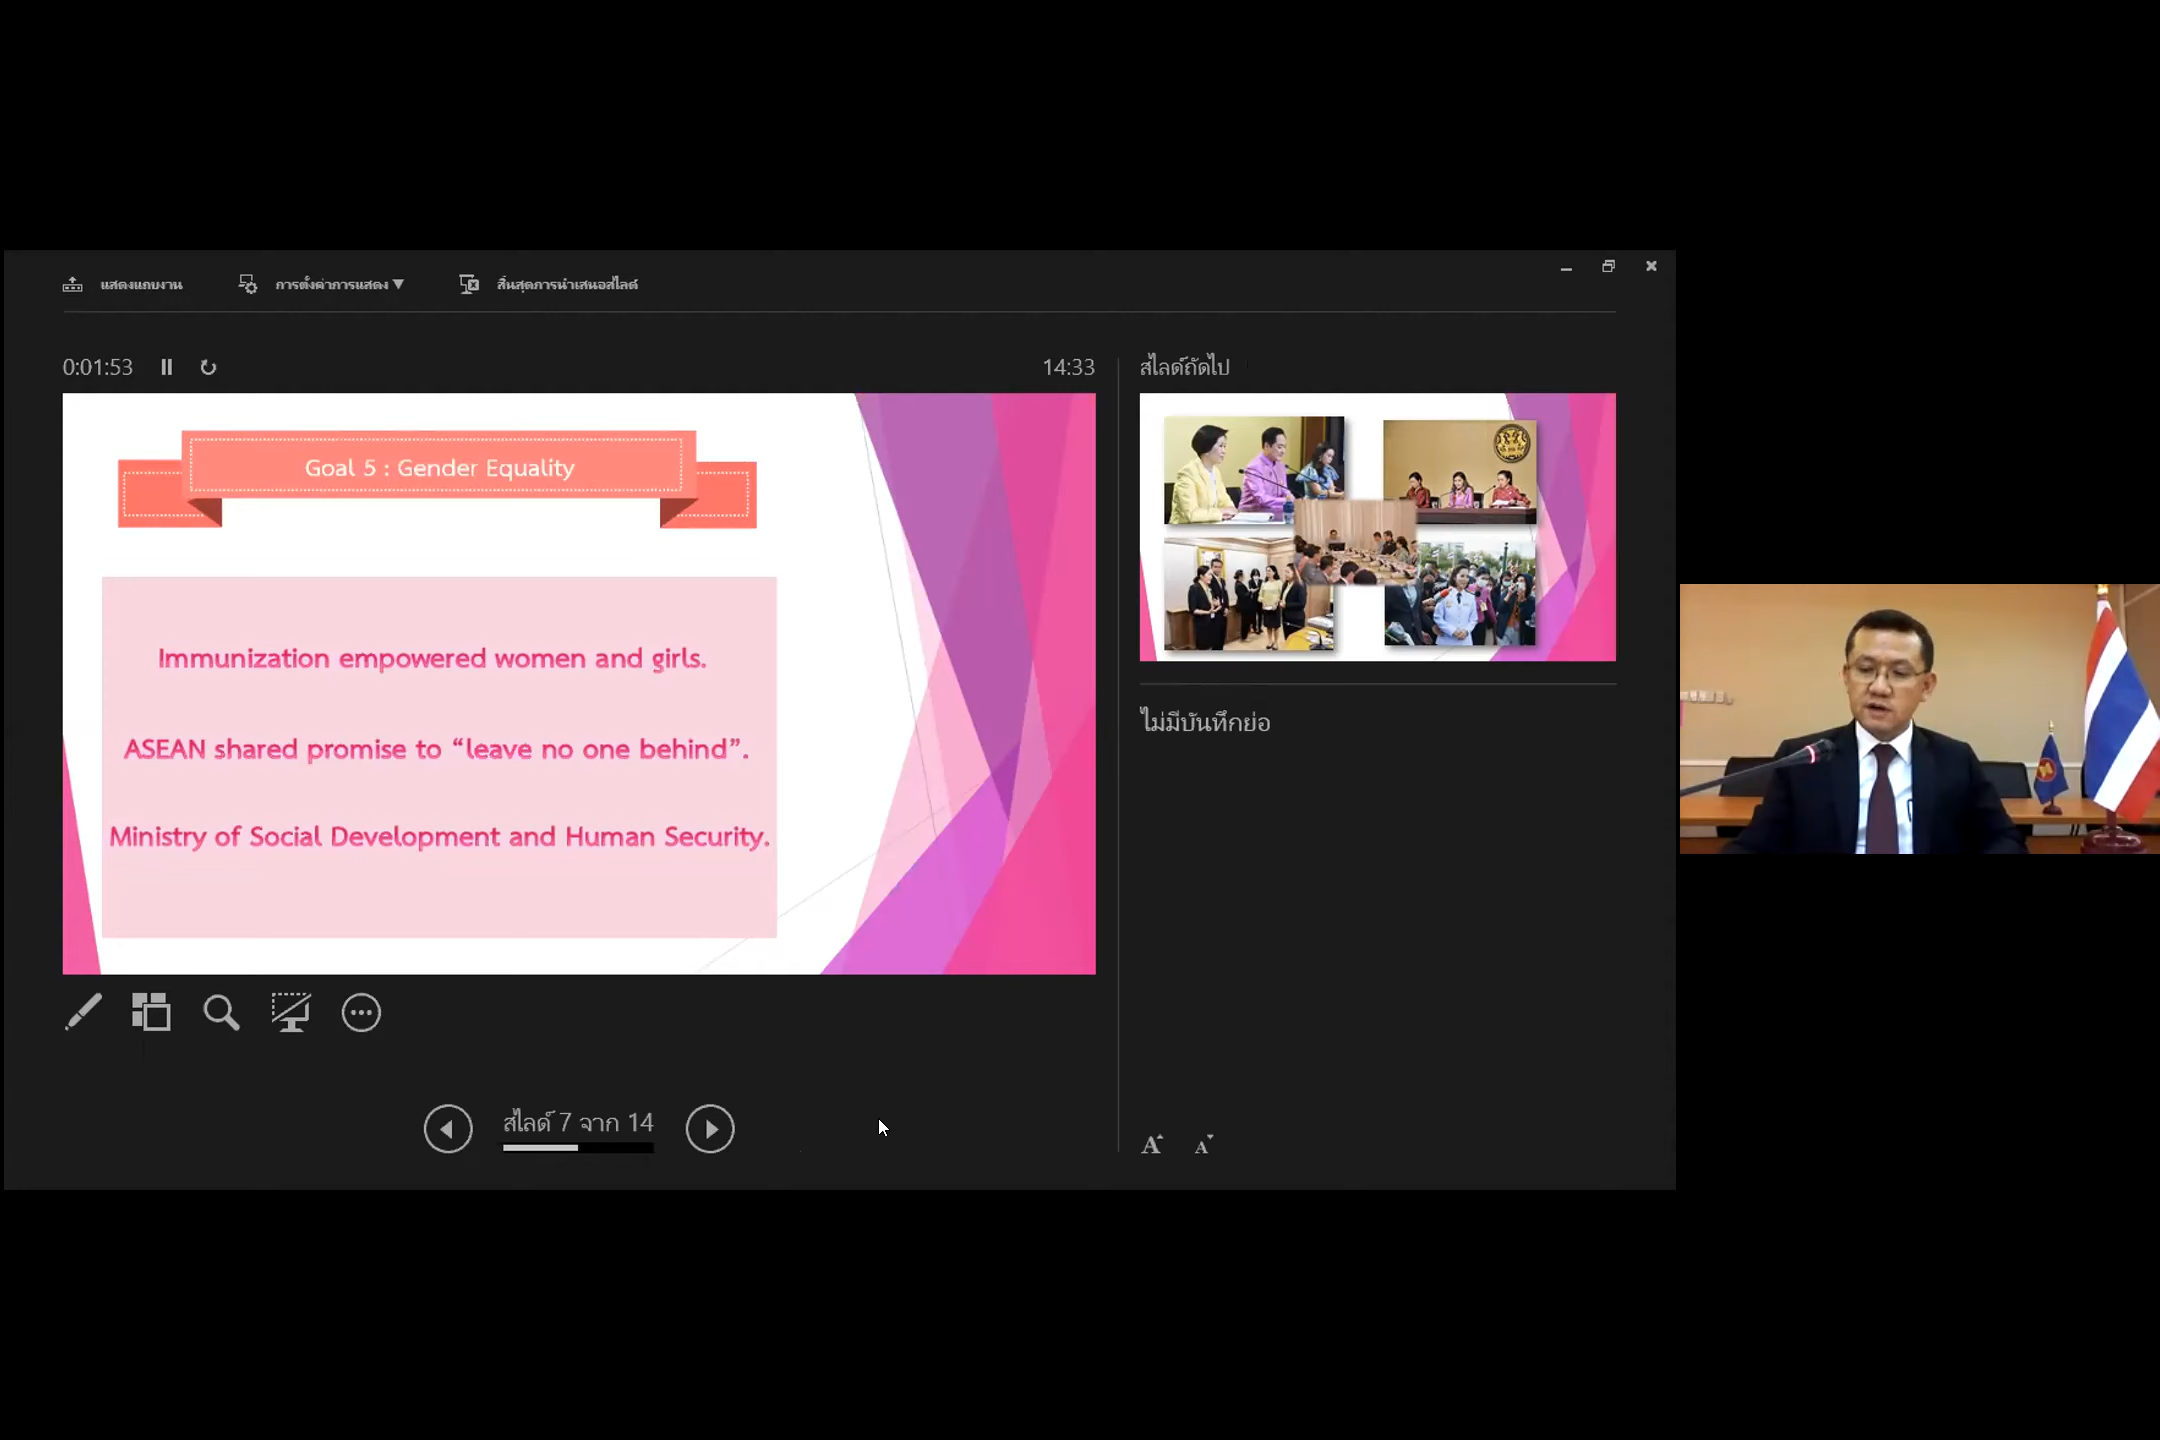 แสดงแถบงาน
การตั้งค่าการแสดง
สิ้นสุดการนำเสนอสไลด์
0:01:53
14:33
สไลด์ถัดไป
Goal 5 : Gender Equality
Immunization empowered women and girls.
ASEAN shared promise to “leave no one behind”.
Ministry of Social Development and Human Security.
ไม่มีบันทึกย่อ
สไลด์ 7 จาก 14
A A